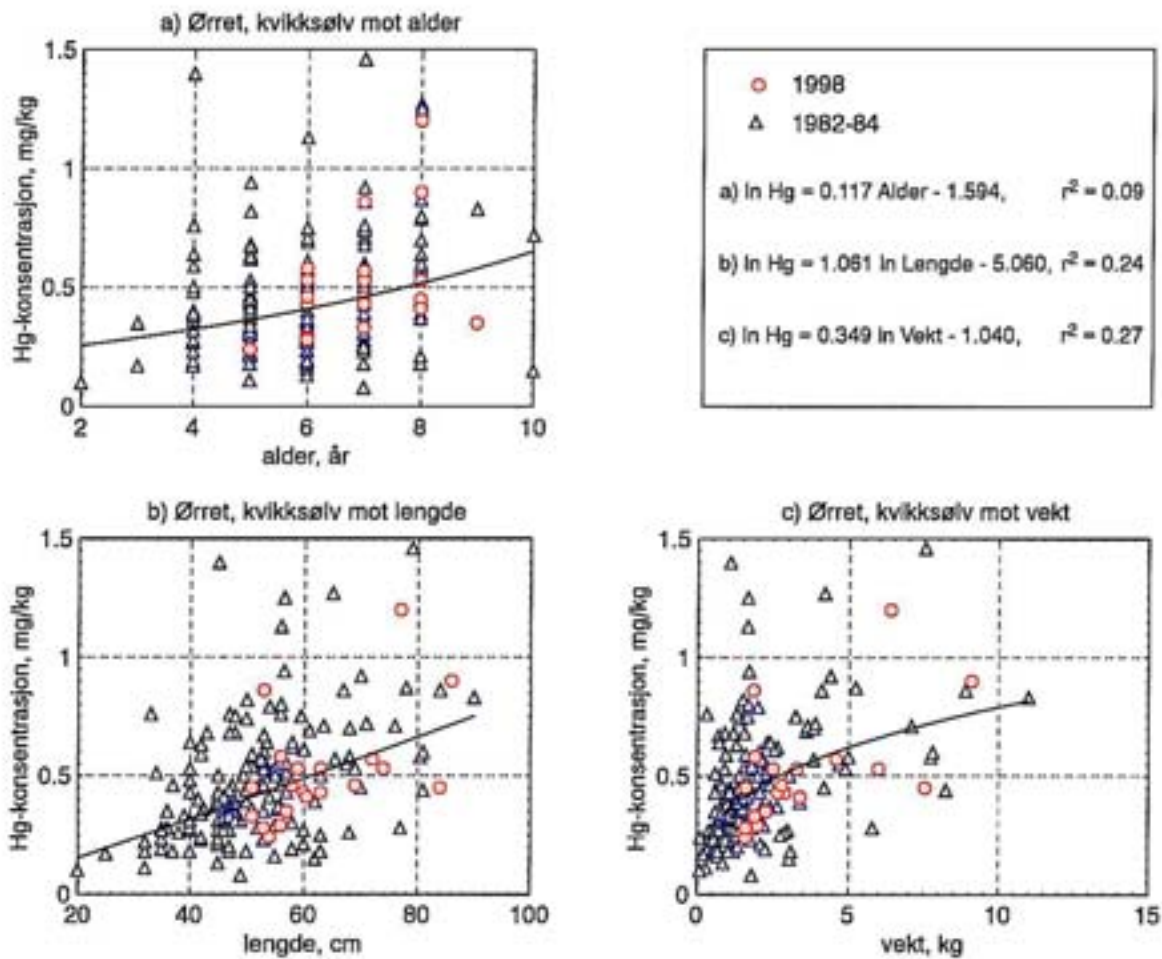 a) Ørret, kvikksølv mot alder
1.5
1
0.5
0
Hg-konsentrasjon, mg/kg
2 4 6 8 10
alder, år
1998
1982-84
a) ln Hg = 0.117 Alder - 1.594, r² = 0.09
b) ln Hg = 1.061 ln Lengde - 5.060, r² = 0.24
c) ln Hg = 0.349 ln Vekt - 1.040, r² = 0.27
b) Ørret, kvikksølv mot lengde
1.5
1
0.5
0
Hg-konsentrasjon, mg/kg
20 40 60 80 100
lengde, cm
c) Ørret, kvikksølv mot vekt
1.5
1
0.5
0
Hg-konsentrasjon, mg/kg
0 5 10 15
vekt, kg